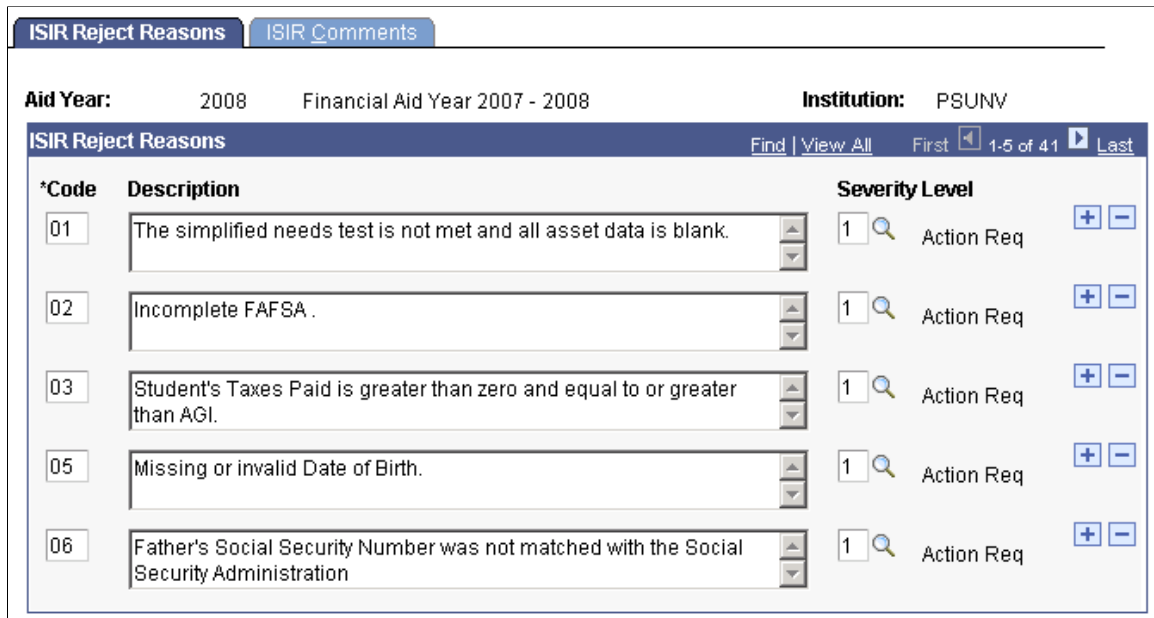 ISIR Reject Reasons ISIR Comments
Aid Year: 2008 Financial Aid Year 2007 - 2008 Institution: PSUNV
ISIR Reject Reasons Find | View All First 1-5 of 41 Last
*Code Description Severity Level
01 The simplified needs test is not met and all asset data is blank. 1 Action Req
02 Incomplete FAFSA . 1 Action Req
03 Student's Taxes Paid is greater than zero and equal to or greater
than AGI. 1 Action Req
05 Missing or invalid Date of Birth. 1 Action Req
06 Father's Social Security Number was not matched with the Social
Security Administration 1 Action Req